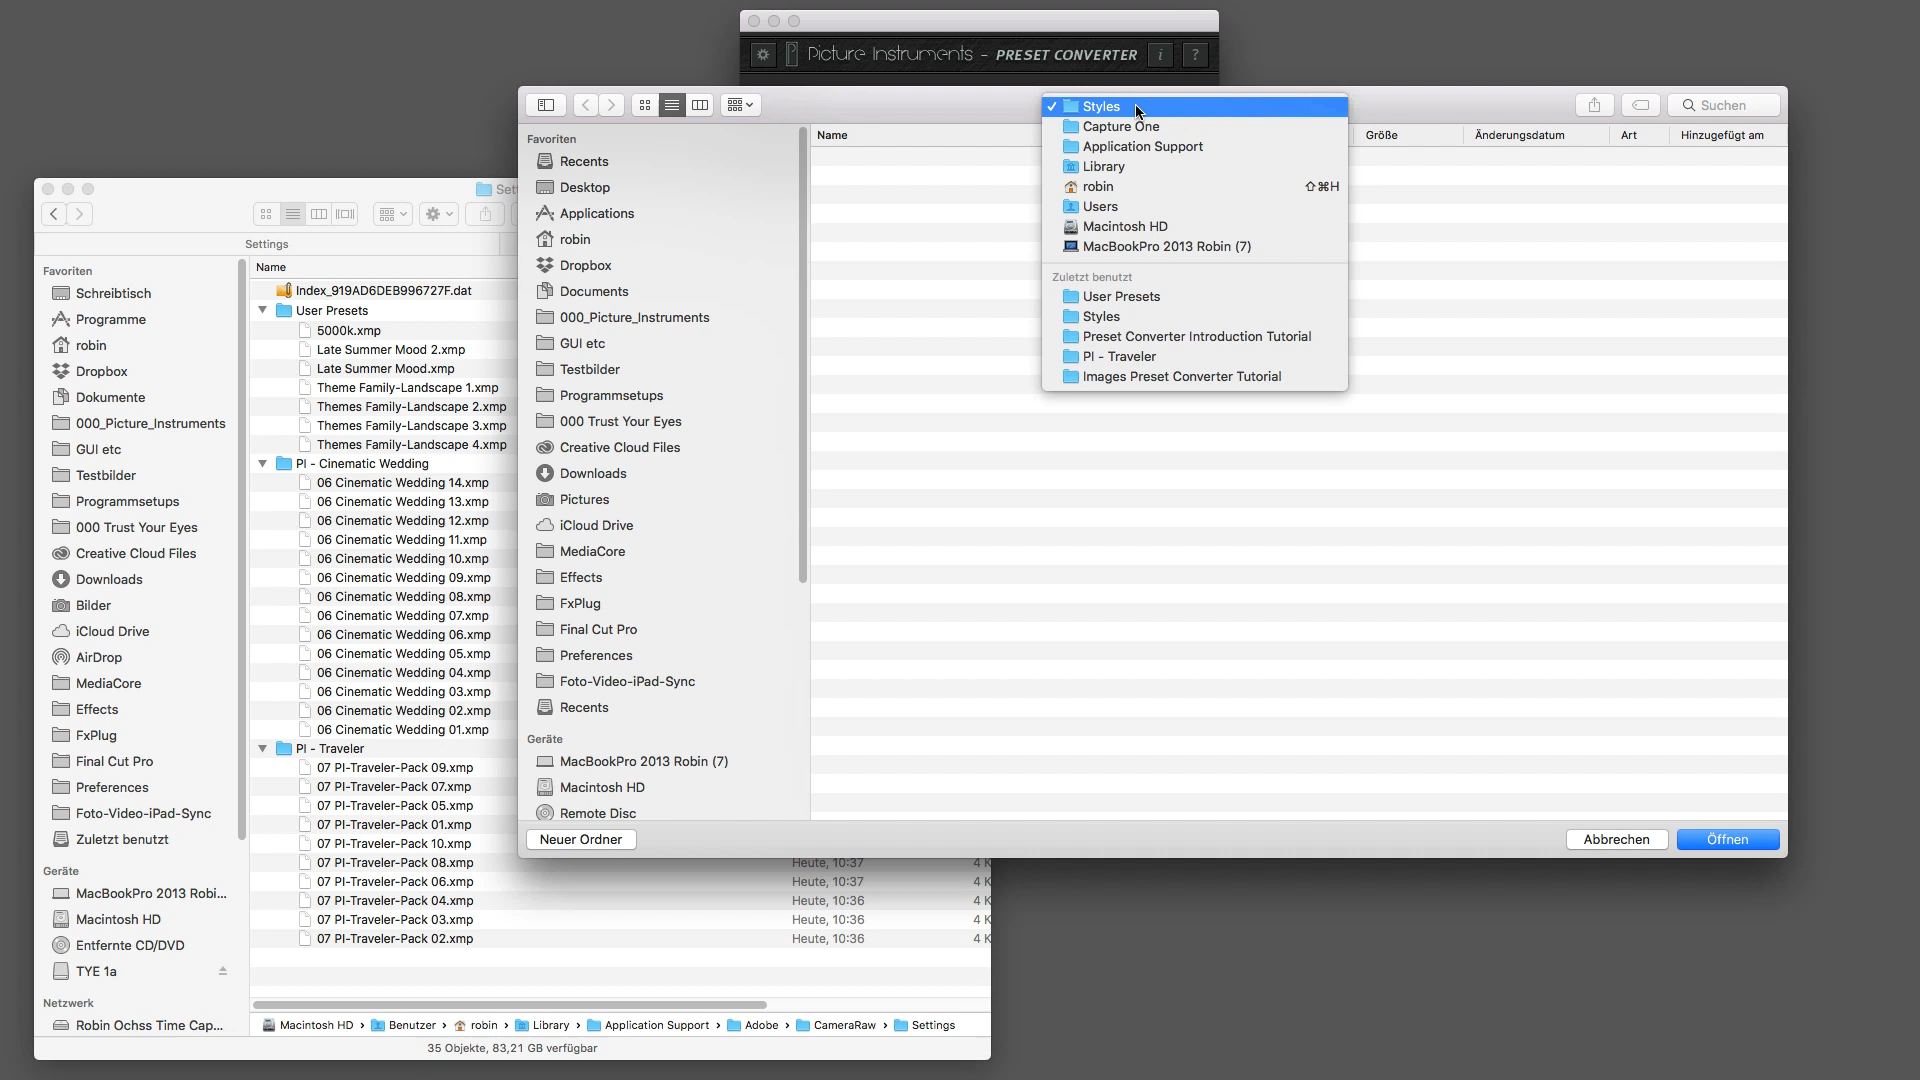 Picture Instruments - PRESET CONVERTER
i
?
Suchen
Styles
Capture One
Application Support
Library
robin ⇧⌘H
Users
Macintosh HD
MacBookPro 2013 Robin (7)
Zuletzt benutzt
User Presets
Styles
Preset Converter Introduction Tutorial
PI - Traveler
Images Preset Converter Tutorial
Name
Größe
Änderungsdatum
Art
Hinzugefügt am
Favoriten
Recents
Desktop
Applications
robin
Dropbox
Documents
000_Picture_Instruments
GUI etc
Testbilder
Programmsetups
000 Trust Your Eyes
Creative Cloud Files
Downloads
Pictures
iCloud Drive
MediaCore
Effects
FxPlug
Final Cut Pro
Preferences
Foto-Video-iPad-Sync
Recents
Geräte
MacBookPro 2013 Robin (7)
Macintosh HD
Remote Disc
Neuer Ordner
Abbrechen
Öffnen
Sett
Settings
Favoriten
Schreibtisch
Programme
robin
Dropbox
Dokumente
000_Picture_Instruments
GUI etc
Testbilder
Programmsetups
000 Trust Your Eyes
Creative Cloud Files
Downloads
Bilder
iCloud Drive
AirDrop
MediaCore
Effects
FxPlug
Final Cut Pro
Preferences
Foto-Video-iPad-Sync
Zuletzt benutzt
Geräte
MacBookPro 2013 Robi...
Macintosh HD
Entfernte CD/DVD
TYE 1a
Netzwerk
Robin Ochss Time Cap...
Name
Index_919AD6DEB996727F.dat
User Presets
5000k.xmp
Late Summer Mood 2.xmp
Late Summer Mood.xmp
Theme Family-Landscape 1.xmp
Themes Family-Landscape 2.xmp
Themes Family-Landscape 3.xmp
Themes Family-Landscape 4.xmp
PI - Cinematic Wedding
06 Cinematic Wedding 14.xmp
06 Cinematic Wedding 13.xmp
06 Cinematic Wedding 12.xmp
06 Cinematic Wedding 11.xmp
06 Cinematic Wedding 10.xmp
06 Cinematic Wedding 09.xmp
06 Cinematic Wedding 08.xmp
06 Cinematic Wedding 07.xmp
06 Cinematic Wedding 06.xmp
06 Cinematic Wedding 05.xmp
06 Cinematic Wedding 04.xmp
06 Cinematic Wedding 03.xmp
06 Cinematic Wedding 02.xmp
06 Cinematic Wedding 01.xmp
PI - Traveler
07 PI-Traveler-Pack 09.xmp
07 PI-Traveler-Pack 07.xmp
07 PI-Traveler-Pack 05.xmp
07 PI-Traveler-Pack 01.xmp
07 PI-Traveler-Pack 10.xmp
07 PI-Traveler-Pack 08.xmp Heute, 10:37 4 K
07 PI-Traveler-Pack 06.xmp Heute, 10:37 4 K
07 PI-Traveler-Pack 04.xmp Heute, 10:36 4 K
07 PI-Traveler-Pack 03.xmp Heute, 10:36 4 K
07 PI-Traveler-Pack 02.xmp Heute, 10:36 4 K
Macintosh HD › Benutzer › robin › Library › Application Support › Adobe › CameraRaw › Settings
35 Objekte, 83,21 GB verfügbar